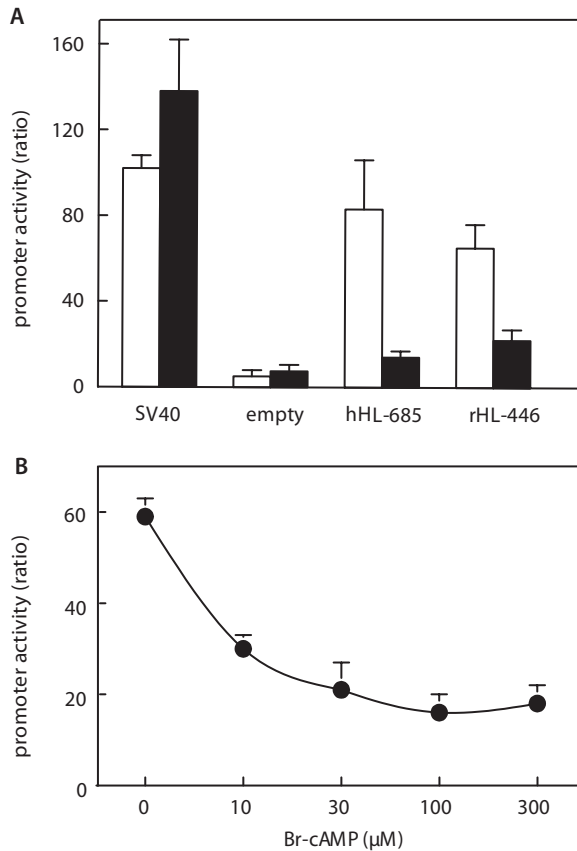 A
promoter activity (ratio)
160
120
80
40
0
SV40 empty hHL-685 rHL-446
B
promoter activity (ratio)
60
40
20
0
0 10 30 100 300
Br-cAMP (µM)